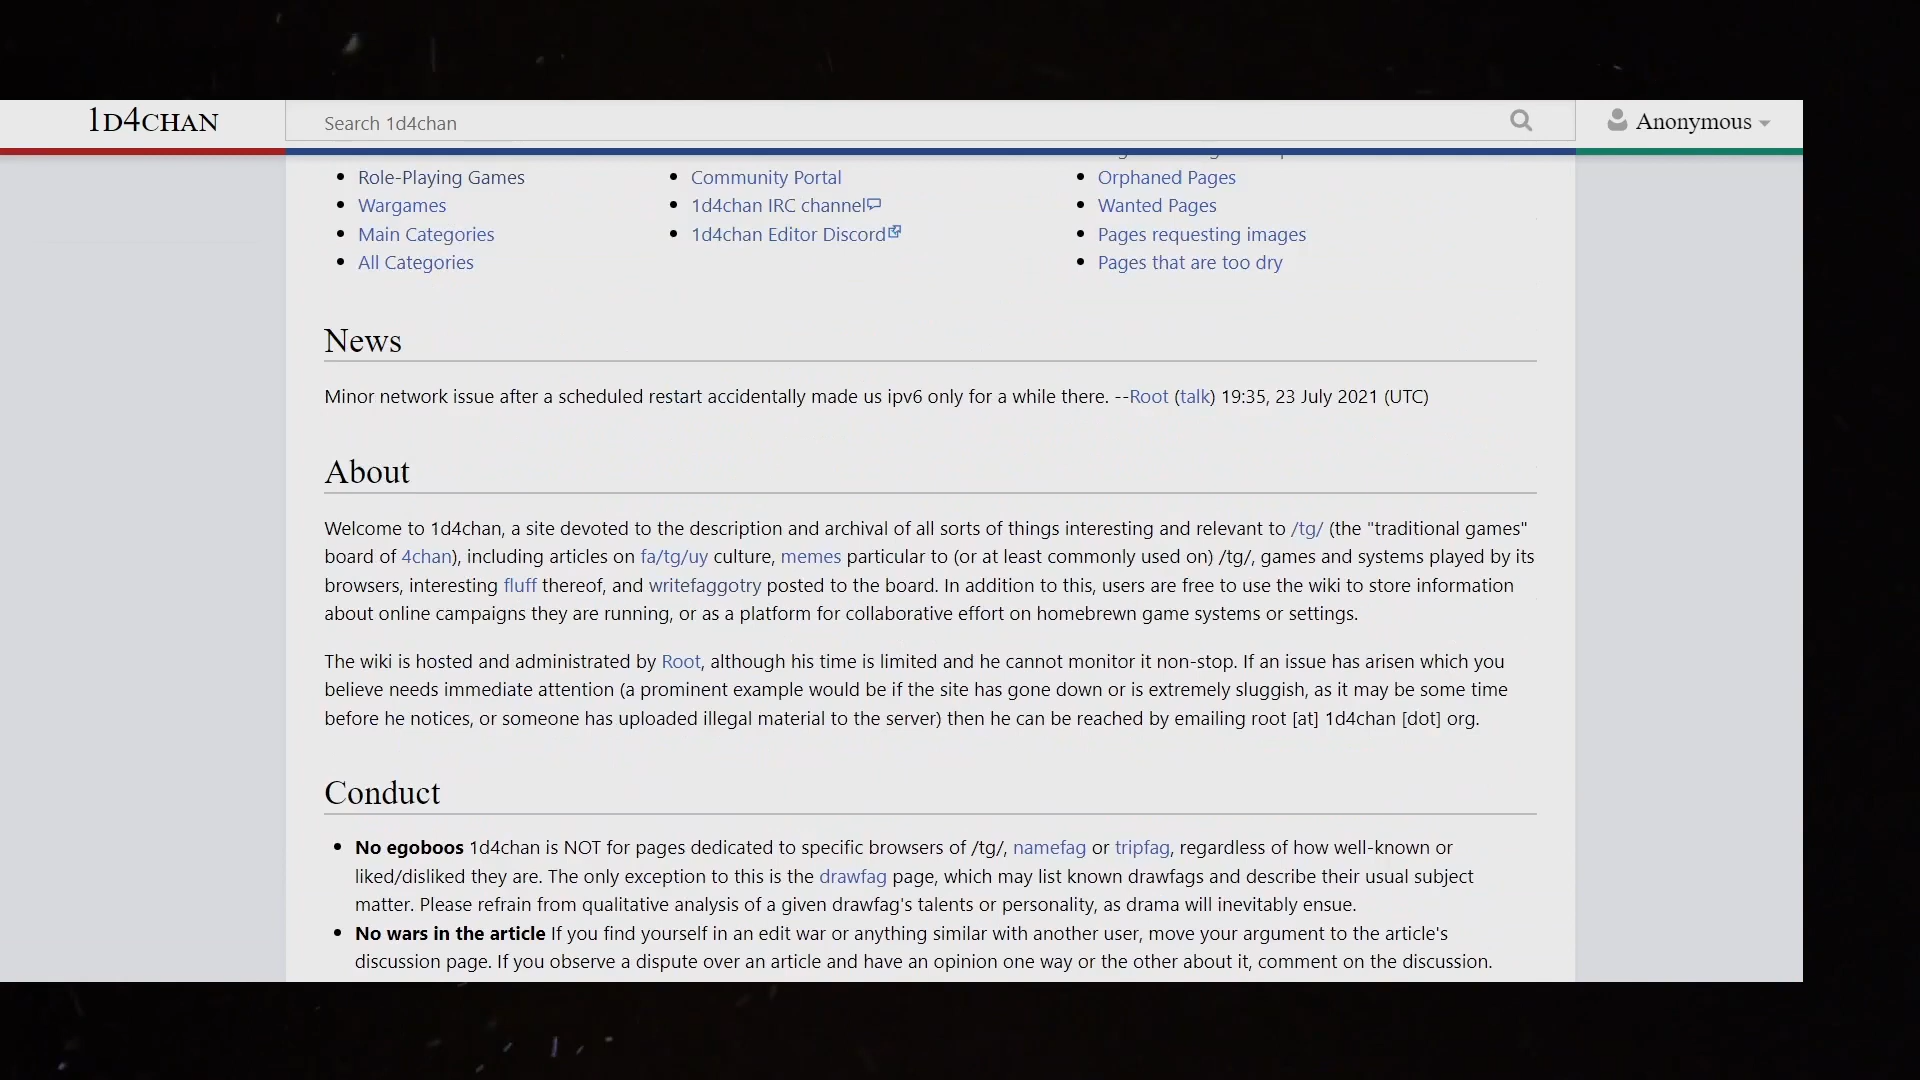 1D4CHAN
Search 1d4chan
Anonymous
Role-Playing Games
Wargames
Main Categories
All Categories
Community Portal
1d4chan IRC channel
1d4chan Editor Discord
Orphaned Pages
Wanted Pages
Pages requesting images
Pages that are too dry
News
Minor network issue after a scheduled restart accidentally made us ipv6 only for a while there. --Root (talk) 19:35, 23 July 2021 (UTC)
About
Welcome to 1d4chan, a site devoted to the description and archival of all sorts of things interesting and relevant to /tg/ (the "traditional games"
board of 4chan), including articles on fa/tg/uy culture, memes particular to (or at least commonly used on) /tg/, games and systems played by its
browsers, interesting fluff thereof, and writefaggotry posted to the board. In addition to this, users are free to use the wiki to store information
about online campaigns they are running, or as a platform for collaborative effort on homebrewn game systems or settings.
The wiki is hosted and administrated by Root, although his time is limited and he cannot monitor it non-stop. If an issue has arisen which you
believe needs immediate attention (a prominent example would be if the site has gone down or is extremely sluggish, as it may be some time
before he notices, or someone has uploaded illegal material to the server) then he can be reached by emailing root [at] 1d4chan [dot] org.
Conduct
No egoboos 1d4chan is NOT for pages dedicated to specific browsers of /tg/, namefag or tripfag, regardless of how well-known or
liked/disliked they are. The only exception to this is the drawfag page, which may list known drawfags and describe their usual subject
matter. Please refrain from qualitative analysis of a given drawfag's talents or personality, as drama will inevitably ensue.
No wars in the article If you find yourself in an edit war or anything similar with another user, move your argument to the article's
discussion page. If you observe a dispute over an article and have an opinion one way or the other about it, comment on the discussion.